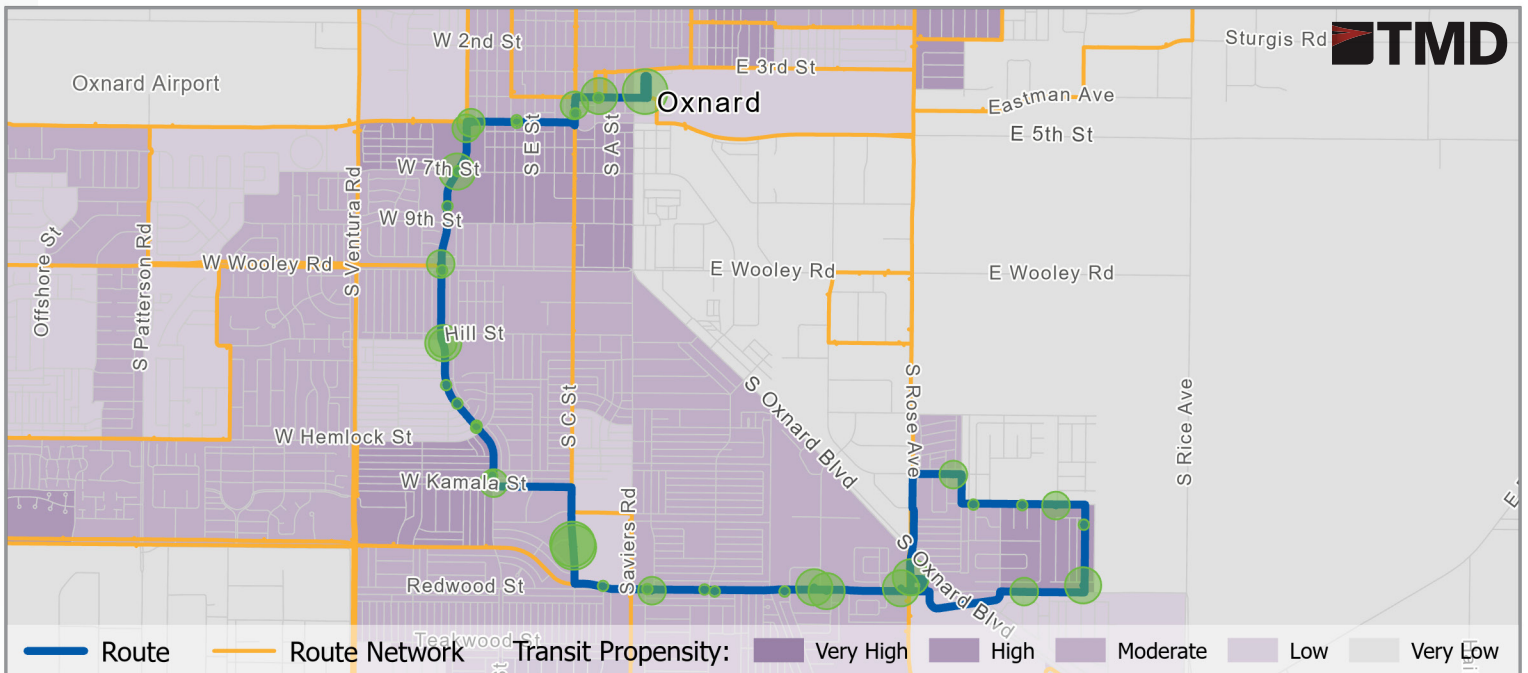 W 2nd St
Sturgis Rd
TMD
E 3rd St
Oxnard Airport
Eastman Ave
Oxnard
E 5th St
S E St
S A St
W 7th St
S Ventura Rd
W 9th St
Offshore St
S Patterson Rd
W Wooley Rd
E Wooley Rd
E Wooley Rd
Hill St
S Oxnard Blvd
S Rose Ave
S Rice Ave
S C St
W Hemlock St
W Kamala St
Saviers Rd
S Oxnard Blvd
Redwood St
Teakwood St
Route
Route Network
Transit Propensity:
Very High
High
Moderate
Low
Very Low